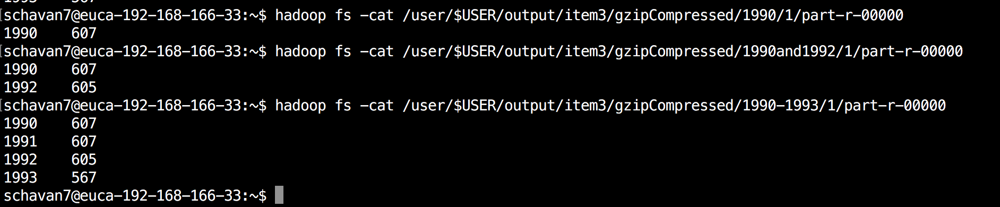 1993    567
schavan7@euca-192-168-166-33:~$ hadoop fs -cat /user/$USER/output/item3/gzipCompressed/1990/1/part-r-00000
1990    607
schavan7@euca-192-168-166-33:~$ hadoop fs -cat /user/$USER/output/item3/gzipCompressed/1990and1992/1/part-r-00000
1990    607
1992    605
schavan7@euca-192-168-166-33:~$ hadoop fs -cat /user/$USER/output/item3/gzipCompressed/1990-1993/1/part-r-00000
1990    607
1991    607
1992    605
1993    567
schavan7@euca-192-168-166-33:~$